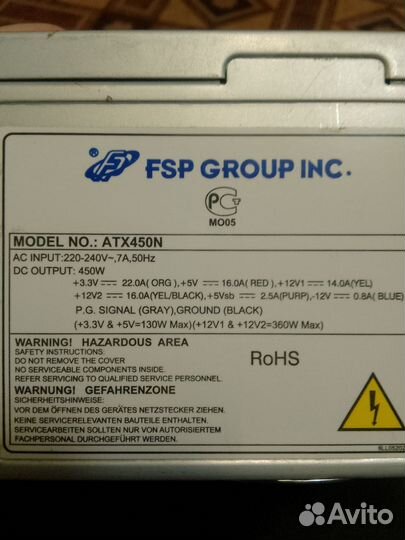 FSP GROUP INC.
MO05
MODEL NO.: ATX450N
AC INPUT:220-240V~,7A,50Hz
DC OUTPUT: 450W
+3.3V 22.0A( ORG ),+5V 16.0A( RED ),+12V1 14.0A(YEL)
+12V2 16.0A(YEL/BLACK), +5Vsb 2.5A(PURP),-12V 0.8A( BLUE )
P.G. SIGNAL (GRAY),GROUND (BLACK)
(+3.3V & +5V=130W Max)(+12V1 & +12V2=360W Max)
WARNING! HAZARDOUS AREA
SAFETY INSTRUCTIONS:
DO NOT REMOVE THE COVER
NO SERVICEABLE COMPONENTS INSIDE.
REFER SERVICING TO QUALIFIED SERVICE PERSONNEL.
RoHS
WARNUNG! GEFAHRENZONE
SICHERHEITSHINWEISE:
VOR DEM ÖFFNEN DES GERÄTES NETZSTECKER ZIEHEN.
KEINE SERVICERELEVANTEN BAUTEILE ENTHALTEN.
SERVICEARBEITEN SOLLTEN NUR VON AUTORISIERTEM
FACHPERSONAL DURCHGEFÜHRT WERDEN.
Avito